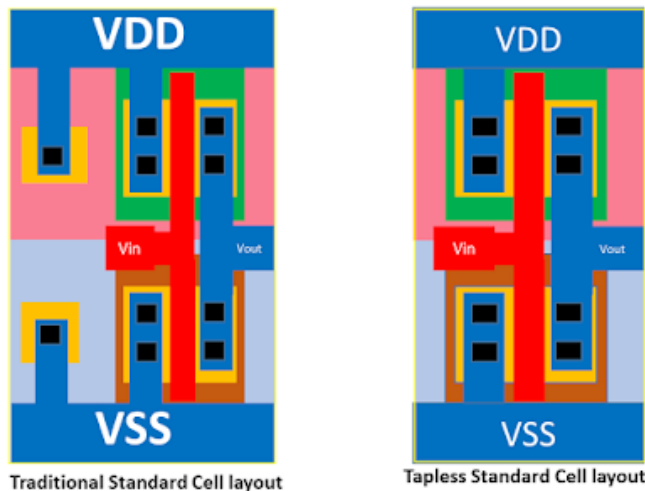 VDD
Vin
Vout
VSS
Traditional Standard Cell layout
VDD
Vin
Vout
VSS
Tapless Standard Cell layout